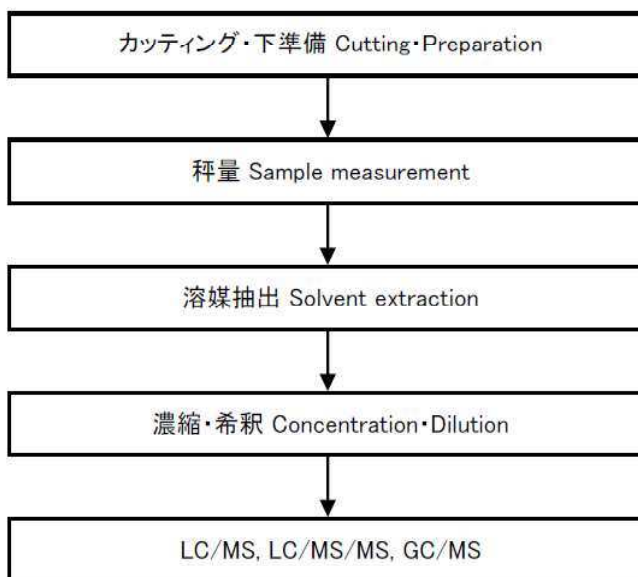 カッティング・下準備 Cutting・Preparation
秤量 Sample measurement
溶媒抽出 Solvent extraction
濃縮・希釈 Concentration・Dilution
LC/MS, LC/MS/MS, GC/MS